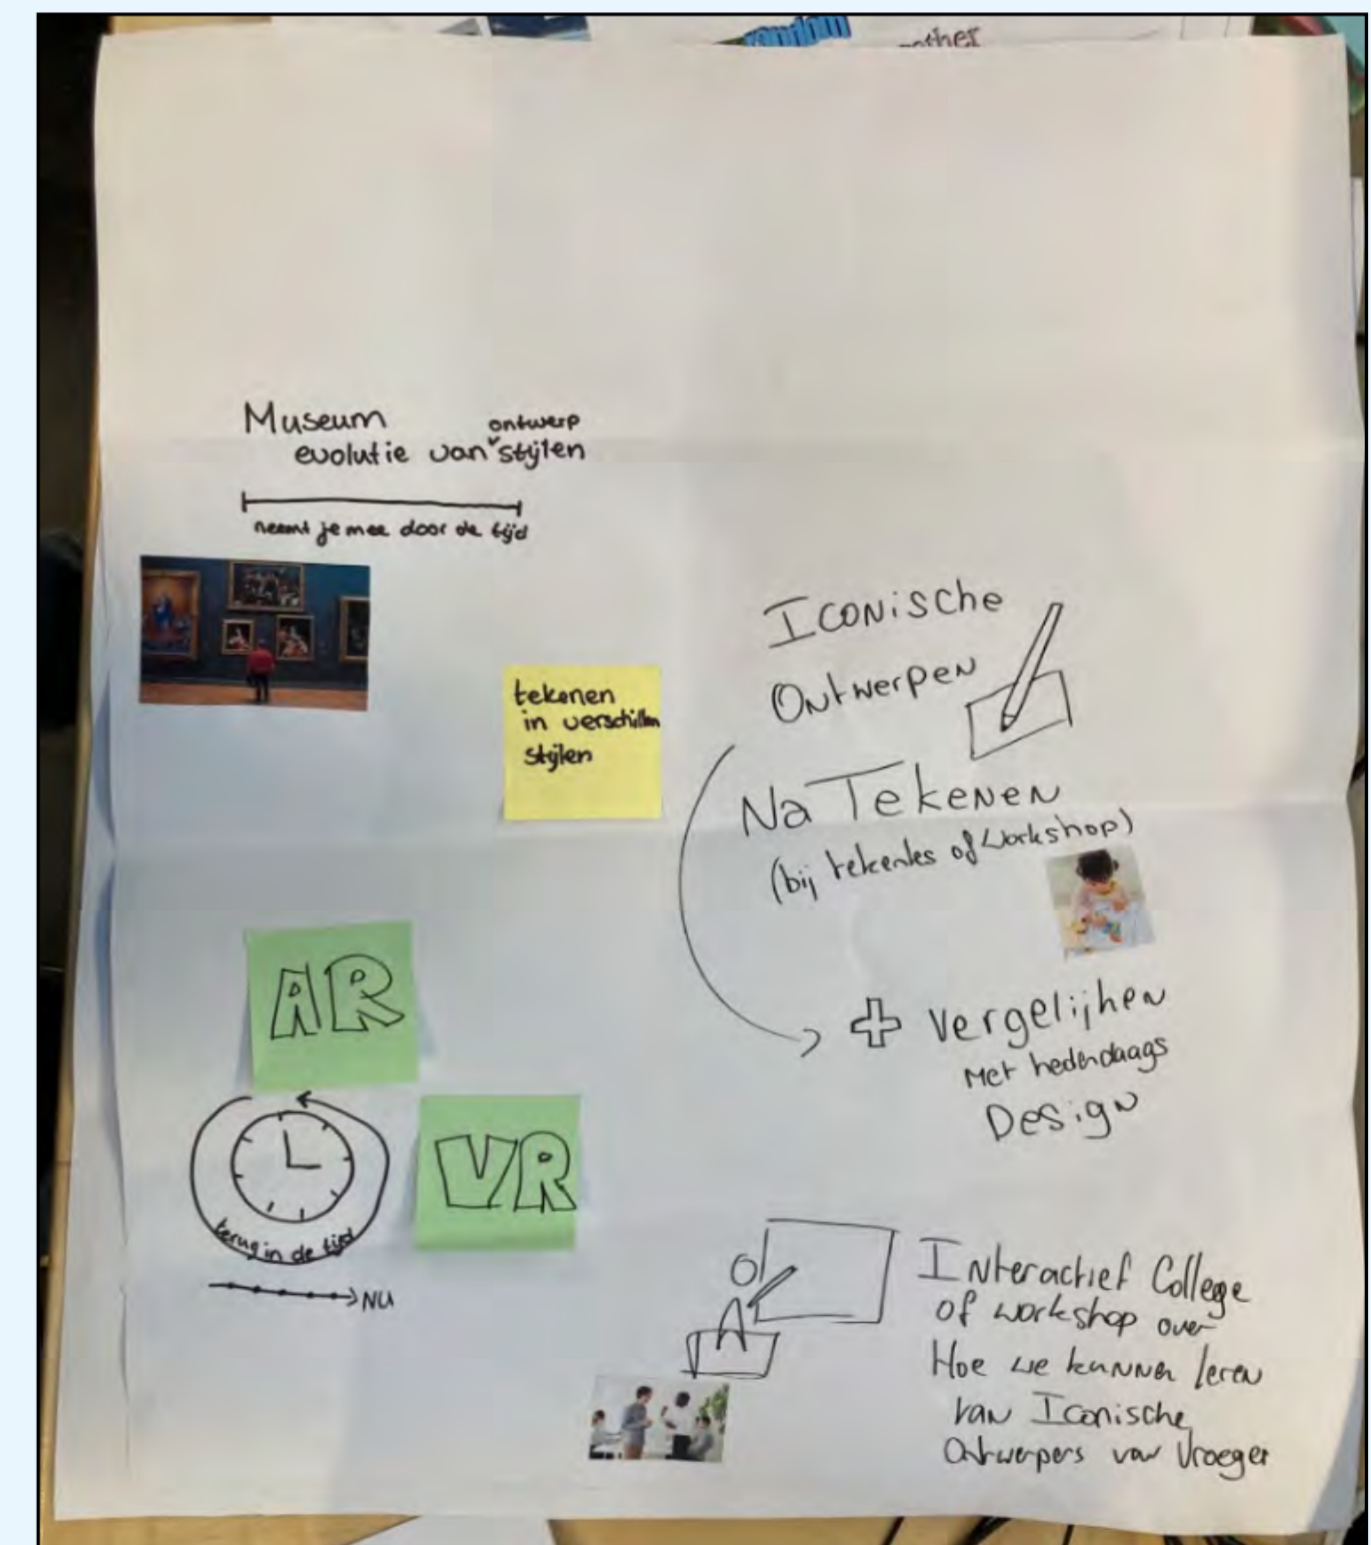 random
other
Museum
ontwerp
evolutie van stijlen
neemt je mee door de tijd
tekenen
in verschillen
stijlen
Iconische
Ontwerpen
Na Tekenen
(bij tekenles of workshop)
AR
+ Vergelijken
Met hedendaags
Design
VR
terug in de tijd
NU
Interactief College
of workshop over
Hoe we kunnen leren
van Iconische
Ontwerpers van Vroeger